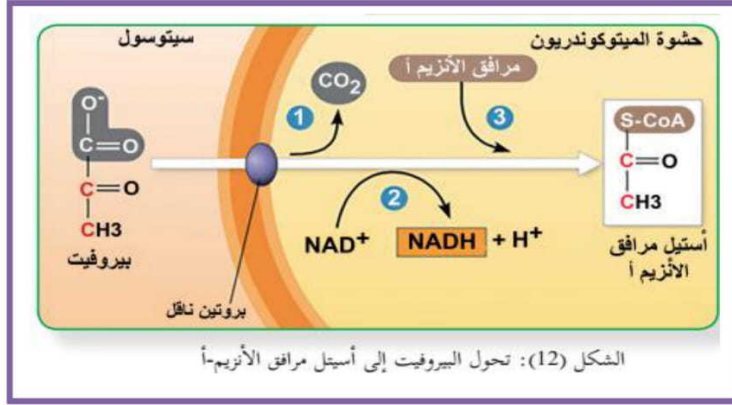 سيتوسول
حشوة الميتوكوندريون
CO2
مرافق الأنزيم أ
1
3
O-
C=O
C=O
CH3
بيروفيت
S-CoA
C=O
CH3
أستيل مرافق
الأنزيم أ
2
NAD+ NADH + H+
بروتين ناقل
الشكل (12): تحول البيروفيت إلى أسيتل مرافق الأنزيم-أ